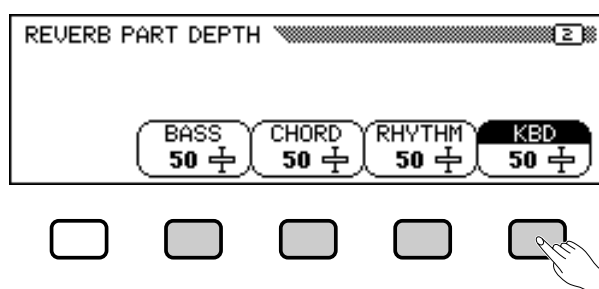 REVERB PART DEPTH 2
BASS CHORD RHYTHM KBD
50 50 50 50